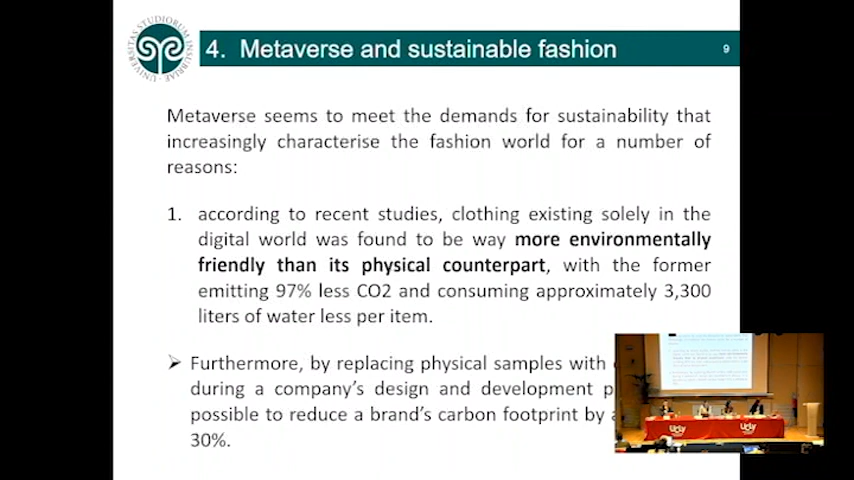 UNIVERSITAS STUDIORUM INSUBRIAE
4. Metaverse and sustainable fashion
9
Metaverse seems to meet the demands for sustainability that
increasingly characterise the fashion world for a number of
reasons:
1. according to recent studies, clothing existing solely in the
digital world was found to be way more environmentally
friendly than its physical counterpart, with the former
emitting 97% less CO2 and consuming approximately 3,300
liters of water less per item.
➢ Furthermore, by replacing physical samples with
during a company's design and development
possible to reduce a brand's carbon footprint by
30%.